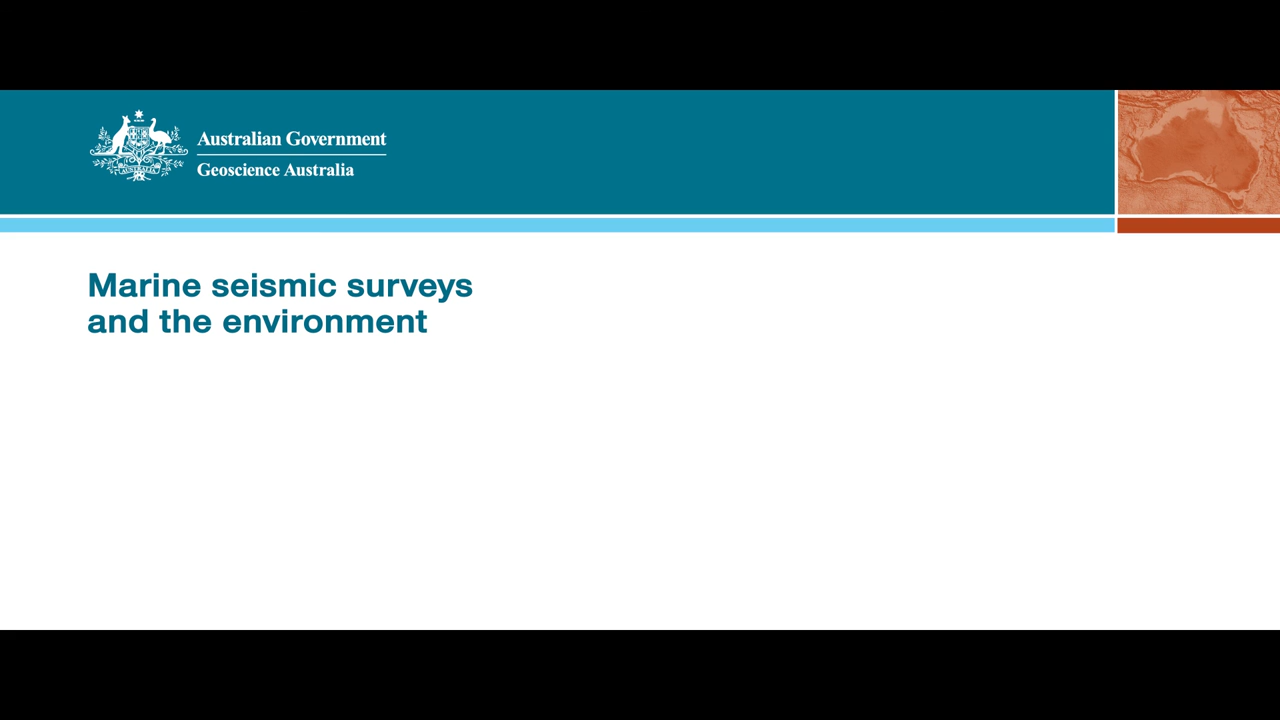 Australian Government
Geoscience Australia
Marine seismic surveys
and the environment